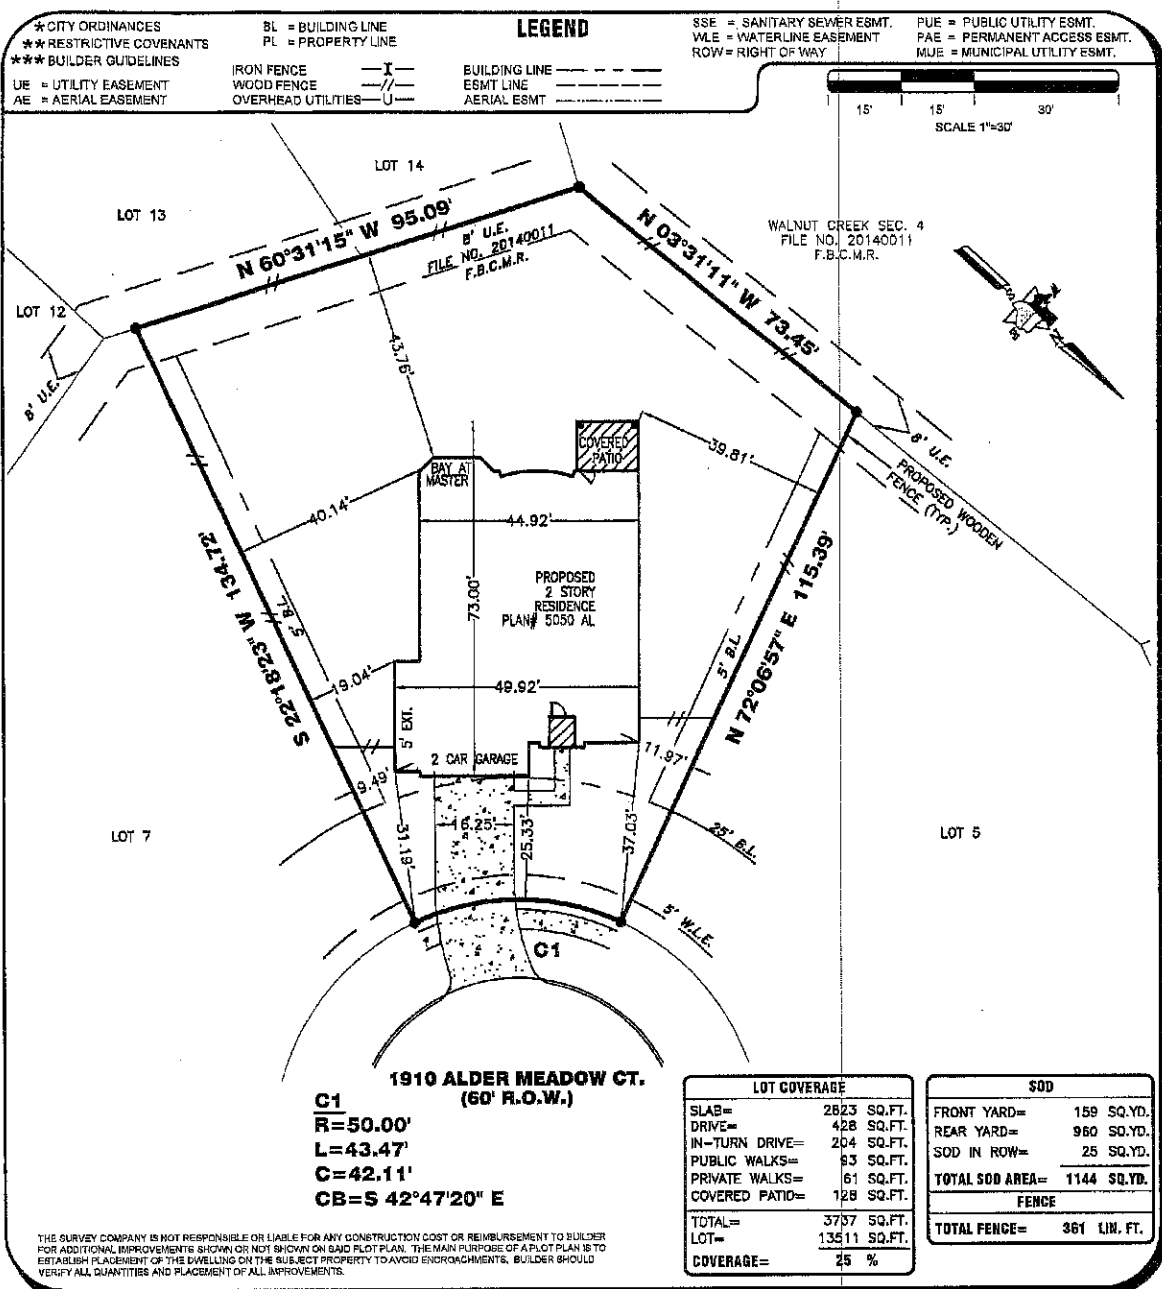 *CITY ORDINANCES
**RESTRICTIVE COVENANTS
***BUILDER GUIDELINES
UE = UTILITY EASEMENT
AE = AERIAL EASEMENT
BL = BUILDING LINE
PL = PROPERTY LINE
LEGEND
IRON FENCE I
WOOD FENCE //
OVERHEAD UTILITIES U
BUILDING LINE
ESMT LINE
AERIAL ESMT
SSE = SANITARY SEWER ESMT.
WLE = WATERLINE EASEMENT
ROW = RIGHT OF WAY
PUE = PUBLIC UTILITY ESMT.
PAE = PERMANENT ACCESS ESMT.
MUE = MUNICIPAL UTILITY ESMT.
15' 15' 30'
SCALE 1"=30'
LOT 14
LOT 13
LOT 12
N 60°31'15" W 95.09'
8' U.E.
FILE NO. 20140011
F.B.C.M.R.
N 03°31'11" W 73.45'
WALNUT CREEK SEC. 4
FILE NO. 20140011
F.B.C.M.R.
8' U.E.
43.76'
COVERED
PATIO
BAY AT
MASTER
39.81'
8' U.E.
PROPOSED WOODEN
FENCE (TYP.)
40.14'
44.92'
S 22°18'23" W 134.72'
5' B.L.
73.00'
PROPOSED
2 STORY
RESIDENCE
PLAN# 5050 AL
N 72°06'57" E 115.39'
5' B.L.
19.04'
49.92'
5' EXT.
2 CAR GARAGE
11.97'
9.49'
31.19'
16.25'
25.33'
37.03'
25' B.L.
LOT 7
LOT 5
5' W.L.E.
C1
1910 ALDER MEADOW CT.
(60' R.O.W.)
C1
R=50.00'
L=43.47'
C=42.11'
CB=S 42°47'20" E
LOT COVERAGE
SLAB= 2823 SQ.FT.
DRIVE= 428 SQ.FT.
IN-TURN DRIVE= 204 SQ.FT.
PUBLIC WALKS= 93 SQ.FT.
PRIVATE WALKS= 61 SQ.FT.
COVERED PATIO= 128 SQ.FT.
TOTAL= 3737 SQ.FT.
LOT= 13511 SQ.FT.
COVERAGE= 25 %
SOD
FRONT YARD= 159 SQ.YD.
REAR YARD= 960 SQ.YD.
SOD IN ROW= 25 SQ.YD.
TOTAL SOD AREA= 1144 SQ.YD.
FENCE
TOTAL FENCE= 361 LIN. FT.
THE SURVEY COMPANY IS NOT RESPONSIBLE OR LIABLE FOR ANY CONSTRUCTION COST OR REIMBURSEMENT TO BUILDER
FOR ADDITIONAL IMPROVEMENTS SHOWN OR NOT SHOWN ON SAID PLOT PLAN. THE MAIN PURPOSE OF A PLOT PLAN IS TO
ESTABLISH PLACEMENT OF THE DWELLING ON THE SUBJECT PROPERTY TO AVOID ENCROACHMENTS. BUILDER SHOULD
VERIFY ALL QUANTITIES AND PLACEMENT OF ALL IMPROVEMENTS.